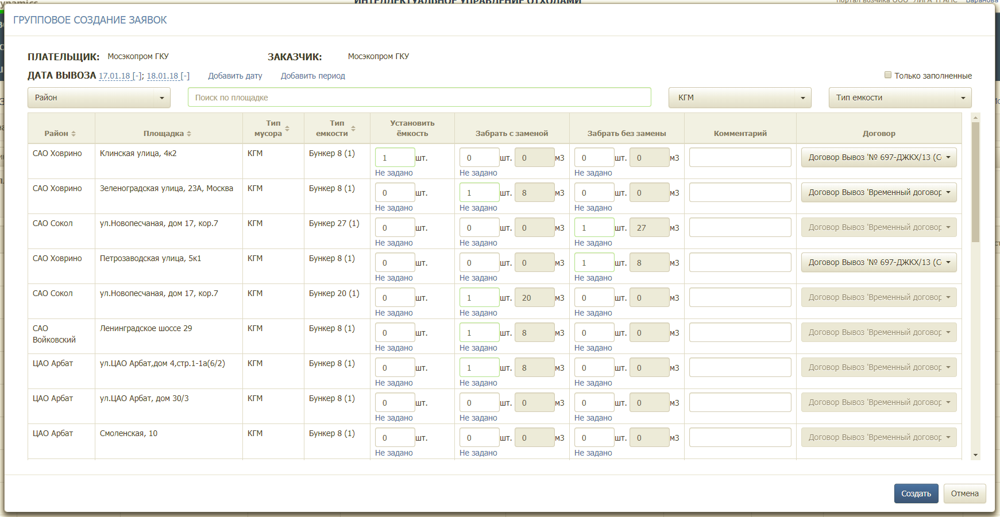 ИНТЕЛЛЕКТУАЛЬНОЕ УПРАВЛЕНИЕ ОТХОДАМИ
ГРУППОВОЕ СОЗДАНИЕ ЗАЯВОК
ПЛАТЕЛЬЩИК: Мосэкопром ГКУ ЗАКАЗЧИК: Мосэкопром ГКУ
ДАТА ВЫВОЗА 17.01.18 [-]; 18.01.18 [-] Добавить дату Добавить период Только заполненные
Район Поиск по площадке КГМ Тип емкости
Район Площадка Тип мусора Тип емкости Установить ёмкость Забрать с заменой Забрать без замены Комментарий Договор
САО Ховрино Клинская улица, 4к2 КГМ Бункер 8 (1) 1 шт. 0 шт. 0 м3 0 шт. 0 м3 Договор Вывоз '№ 697-ДЖКХ/13 (О
Не задано Не задано Не задано
САО Ховрино Зеленоградская улица, 23А, Москва КГМ Бункер 8 (1) 0 шт. 1 шт. 8 м3 0 шт. 0 м3 Договор Вывоз 'Временный договор
Не задано Не задано Не задано
САО Сокол ул.Новопесчаная, дом 17, кор.7 КГМ Бункер 27 (1) 0 шт. 0 шт. 0 м3 1 шт. 27 м3 Договор Вывоз 'Временный договор
Не задано Не задано Не задано
САО Ховрино Петрозаводская улица, 5к1 КГМ Бункер 8 (1) 0 шт. 0 шт. 0 м3 1 шт. 8 м3 Договор Вывоз '№ 697-ДЖКХ/13 (О
Не задано Не задано Не задано
САО Сокол ул.Новопесчаная, дом 17, кор.7 КГМ Бункер 20 (1) 0 шт. 1 шт. 20 м3 0 шт. 0 м3 Договор Вывоз 'Временный договор
Не задано Не задано Не задано
САО Войковский Ленинградское шоссе 29 КГМ Бункер 8 (1) 0 шт. 1 шт. 8 м3 0 шт. 0 м3 Договор Вывоз 'Временный договор
Не задано Не задано Не задано
ЦАО Арбат ул.ЦАО Арбат,дом 4,стр.1-1а(6/2) КГМ Бункер 8 (1) 0 шт. 1 шт. 8 м3 0 шт. 0 м3 Договор Вывоз 'Временный договор
Не задано Не задано Не задано
ЦАО Арбат ул.ЦАО Арбат, дом 30/3 КГМ Бункер 8 (1) 0 шт. 0 шт. 0 м3 0 шт. 0 м3 Договор Вывоз 'Временный договор
Не задано Не задано Не задано
ЦАО Арбат Смоленская, 10 КГМ Бункер 8 (1) 0 шт. 0 шт. 0 м3 0 шт. 0 м3 Договор Вывоз 'Временный договор
Не задано Не задано Не задано
Создать Отмена